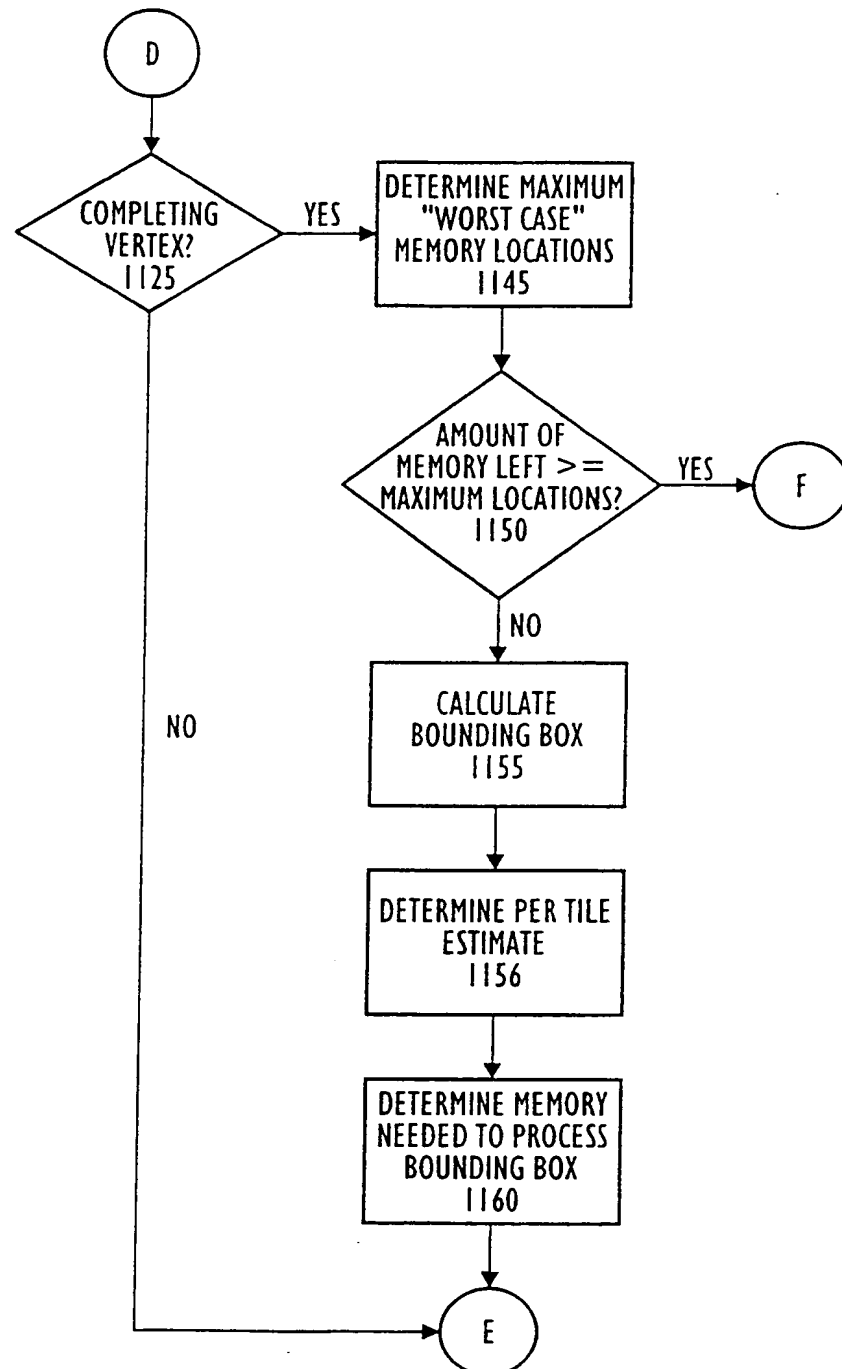 D
COMPLETING
VERTEX?
1125
YES
DETERMINE MAXIMUM
"WORST CASE"
MEMORY LOCATIONS
1145
AMOUNT OF
MEMORY LEFT >=
MAXIMUM LOCATIONS?
1150
YES
F
NO
CALCULATE
BOUNDING BOX
1155
NO
DETERMINE PER TILE
ESTIMATE
1156
DETERMINE MEMORY
NEEDED TO PROCESS
BOUNDING BOX
1160
E